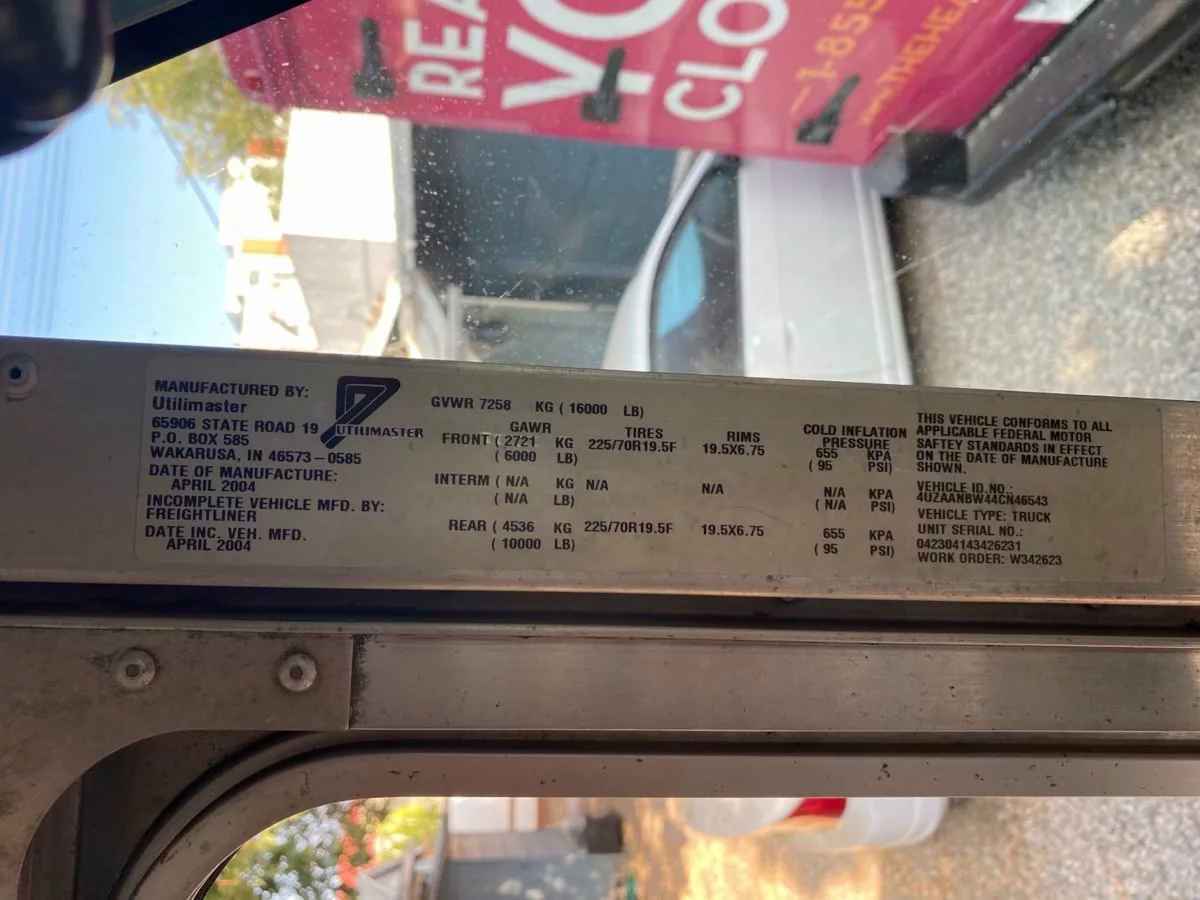 REA
YO
CLO
1-855
www.THEHEA
MANUFACTURED BY:
Utilimaster
65906 STATE ROAD 19
P.O. BOX 585
WAKARUSA, IN 46573-0585
DATE OF MANUFACTURE:
APRIL 2004
INCOMPLETE VEHICLE MFD. BY:
FREIGHTLINER
DATE INC. VEH. MFD.
APRIL 2004
UTILIMASTER
GVWR 7258 KG ( 16000 LB)
GAWR TIRES RIMS COLD INFLATION PRESSURE
FRONT ( 2721 KG 225/70R19.5F 19.5X6.75 655 KPA
( 6000 LB) ( 95 PSI)
INTERM ( N/A KG N/A N/A N/A KPA
( N/A LB) ( N/A PSI)
REAR ( 4536 KG 225/70R19.5F 19.5X6.75 655 KPA
( 10000 LB) ( 95 PSI)
THIS VEHICLE CONFORMS TO ALL
APPLICABLE FEDERAL MOTOR
SAFTEY STANDARDS IN EFFECT
ON THE DATE OF MANUFACTURE
SHOWN.
VEHICLE ID.NO.:
4UZAANBW44CN46543
VEHICLE TYPE: TRUCK
UNIT SERIAL NO.:
042304143426231
WORK ORDER: W342623